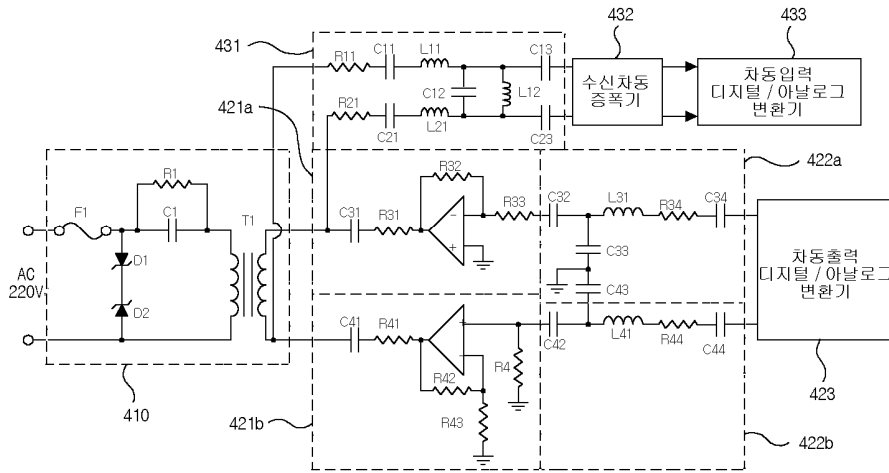 432
433
431
C11
L11
C13
R11
수신차동
증폭기
차동입력
디지털 / 아날로그
변환기
C12
L12
421a
R21
C21
L21
C23
R32
422a
R1
F1
C1
T1
C31
R31
R33
C32
L31
R34
C34
D1
C33
차동출력
디지털 / 아날로그
변환기
AC
220V
D2
C43
C41
R41
C42
L41
R44
C44
R4
R42
R43
410
421b
422b
423